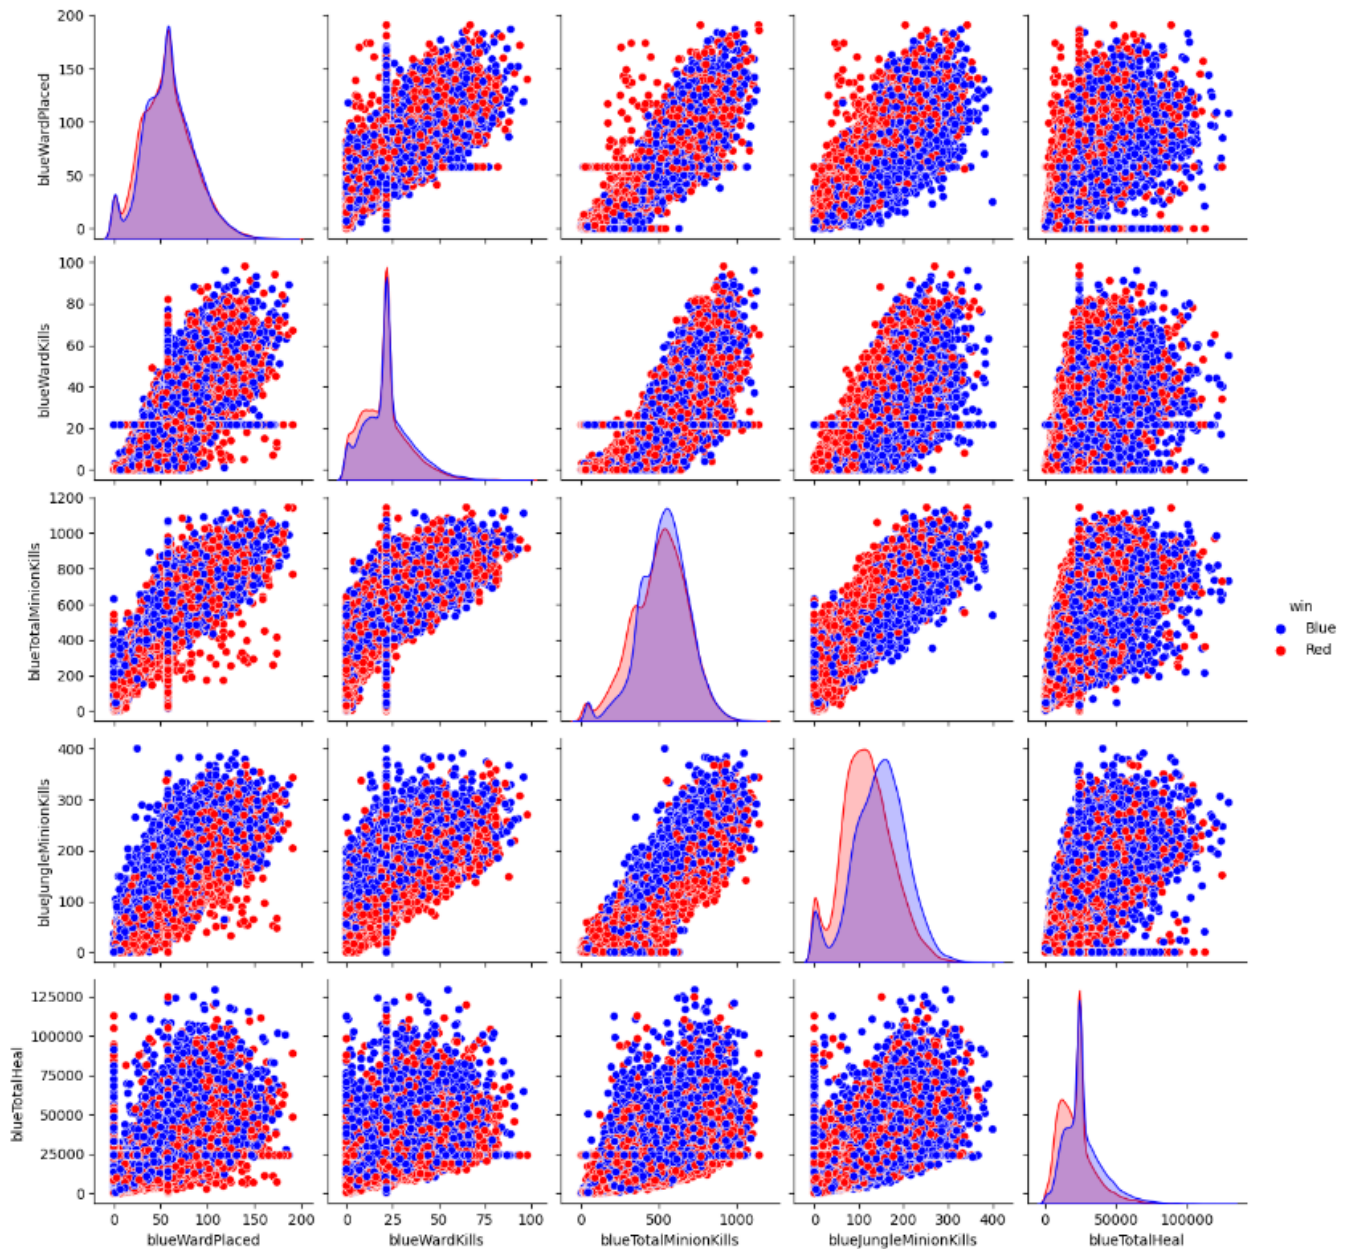 200
150
100
50
0
blueWardPlaced
100
80
60
40
20
0
blueWardKills
1200
1000
800
600
400
200
0
blueTotalMinionKills
win
Blue
Red
400
300
200
100
0
blueJungleMinionKills
125000
100000
75000
50000
25000
0
blueTotalHeal
0 50 100 150 200
0 25 50 75 100
0 500 1000
0 100 200 300 400
0 50000 100000
blueWardPlaced
blueWardKills
blueTotalMinionKills
blueJungleMinionKills
blueTotalHeal